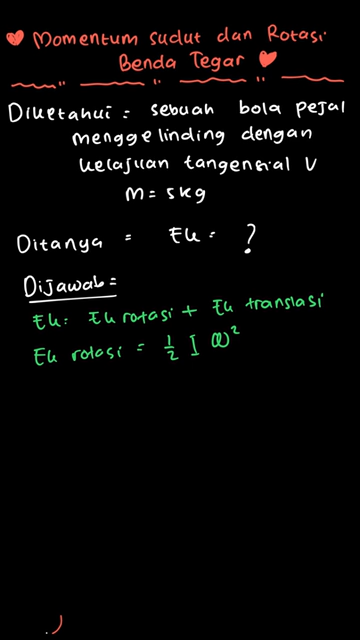 Momentum sudut dan Rotasi
Benda Tegar
Diketahui = sebuah bola pejal
menggelinding dengan
kelajuan tangensial V
m = 5kg
Ditanya = Ek = ?
Dijawab =
Ek = Ek rotasi + Ek translasi
Ek rotasi = 1/2 I ω²